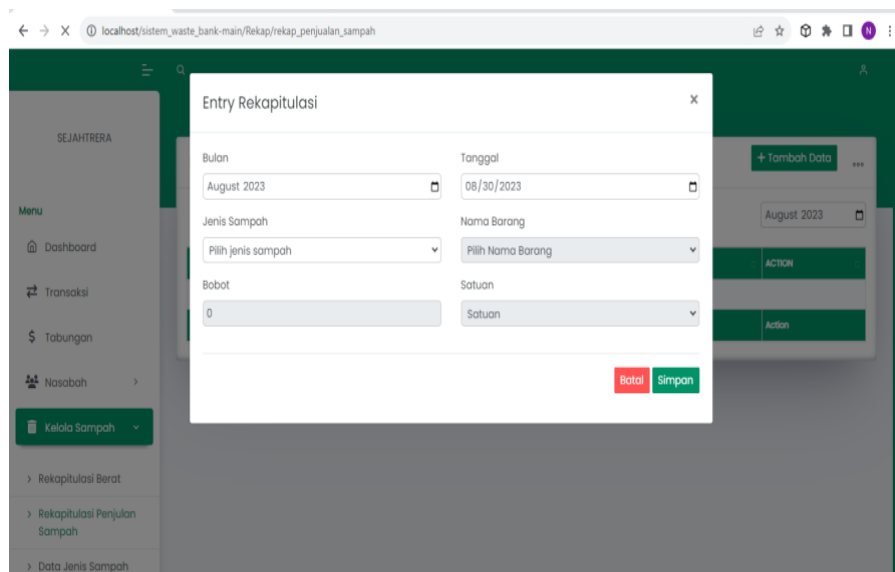 localhost/sistem_waste_bank-main/Rekap/rekap_penjualan_sampah
N
SEJAHTRERA
Menu
Dashboard
Transaksi
Tabungan
Nasabah
Kelola Sampah
Rekapitulasi Berat
Rekapitulasi Penjulan
Sampah
Data Jenis Sampah
Entry Rekapitulasi
x
Bulan
Tanggal
August 2023
08/30/2023
Jenis Sampah
Nama Barang
Pilih jenis sampah
Pilih Nama Barang
Bobot
Satuan
0
Satuan
Batal
Simpan
+ Tambah Data
...
August 2023
ACTION
Action